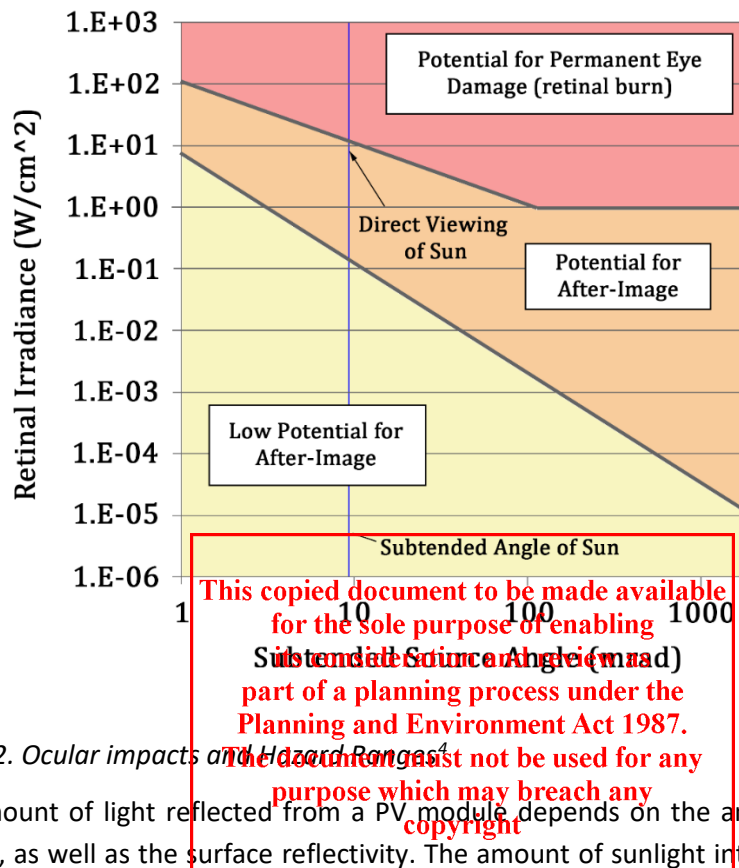 1.E+03
1.E+02
1.E+01
1.E+00
1.E-01
1.E-02
1.E-03
1.E-04
1.E-05
1.E-06
Retinal Irradiance (W/cm^2)
Potential for Permanent Eye
Damage (retinal burn)
Direct Viewing
of Sun
Potential for
After-Image
Low Potential for
After-Image
Subtended Angle of Sun
1 10 100 1000
Subtended Source Angle (mrad)
This copied document to be made available
for the sole purpose of enabling
its consideration and review as
part of a planning process under the
Planning and Environment Act 1987.
The document must not be used for any
purpose which may breach any
copyright
2. Ocular impacts and Hazard Ranges4
ount of light reflected from a PV module depends on the a
, as well as the surface reflectivity. The amount of sunlight in